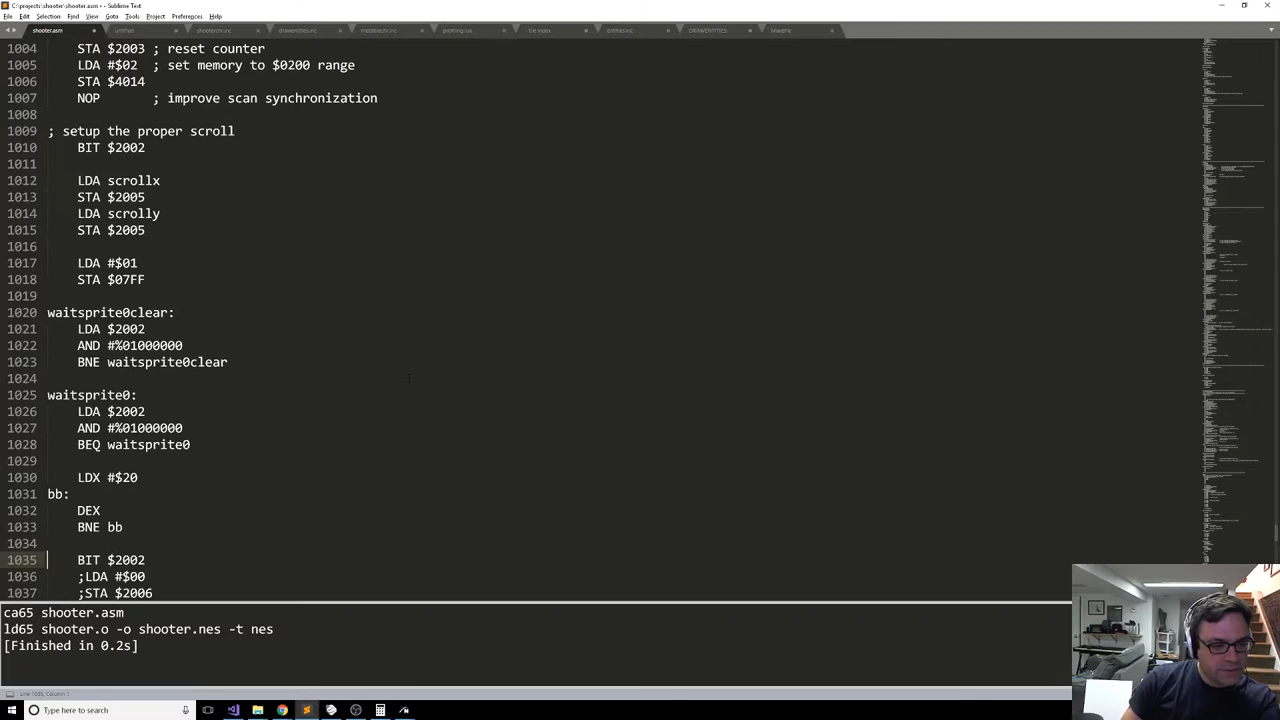 C:\projects\shooter\shooter.asm • - Sublime Text
File Edit Selection Find View Goto Tools Project Preferences Help
shooter.asm untitled shooterchr.inc drawentities.inc metatilechr.inc profiling.lua - file index entities.inc DRAWENTITIES: Makefile
1004 STA $2003 ; reset counter
1005 LDA #$02 ; set memory to $0200 range
1006 STA $4014
1007 NOP ; improve scan synchronization
1008
1009 ; setup the proper scroll
1010 BIT $2002
1011
1012 LDA scrollx
1013 STA $2005
1014 LDA scrolly
1015 STA $2005
1016
1017 LDA #$01
1018 STA $07FF
1019
1020 waitsprite0clear:
1021 LDA $2002
1022 AND #%01000000
1023 BNE waitsprite0clear
1024
1025 waitsprite0:
1026 LDA $2002
1027 AND #%01000000
1028 BEQ waitsprite0
1029
1030 LDX #$20
1031 bb:
1032 DEX
1033 BNE bb
1034
1035 BIT $2002
1036 ;LDA #$00
1037 ;STA $2006
ca65 shooter.asm
ld65 shooter.o -o shooter.nes -t nes
[Finished in 0.2s]
Line 1035, Column 1
Type here to search